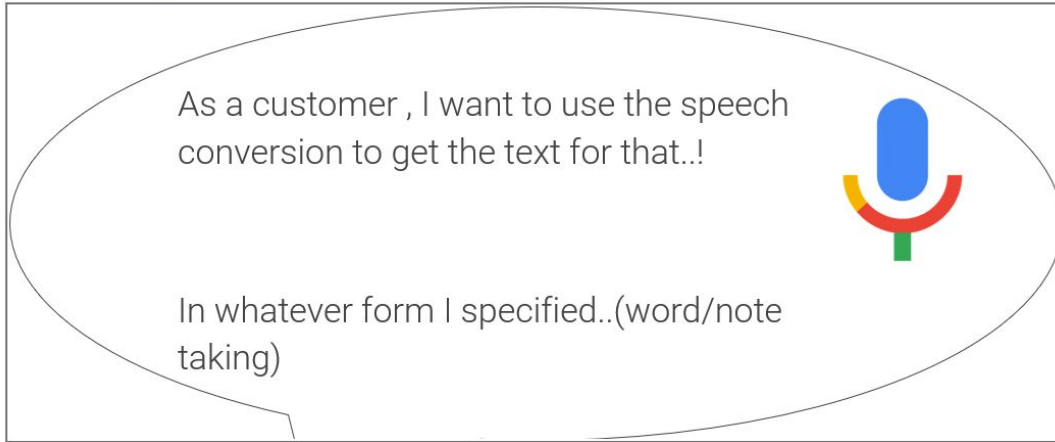 As a customer , I want to use the speech
conversion to get the text for that..!
In whatever form I specified..(word/note
taking)